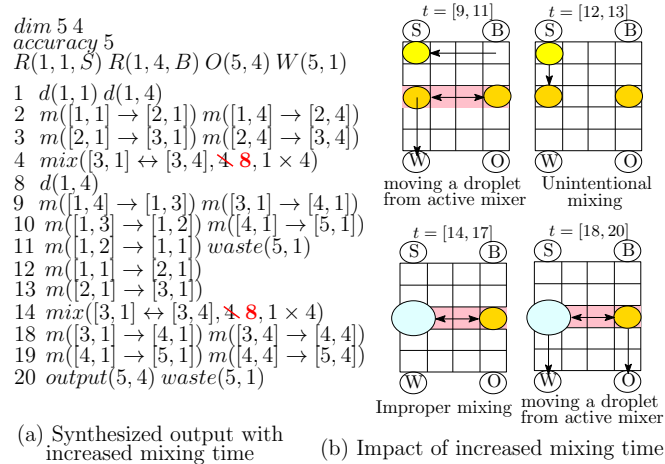 dim 5 4
accuracy 5
R(1,1,S) R(1,4,B) O(5,4) W(5,1)
1 d(1,1) d(1,4)
2 m([1,1] → [2,1]) m([1,4] → [2,4])
3 m([2,1] → [3,1]) m([2,4] → [3,4])
4 mix([3,1] ↔ [3,4], 4 8, 1 × 4)
8 d(1,4)
9 m([1,4] → [1,3]) m([3,1] → [4,1])
10 m([1,3] → [1,2]) m([4,1] → [5,1])
11 m([1,2] → [1,1]) waste(5,1)
12 m([1,1] → [2,1])
13 m([2,1] → [3,1])
14 mix([3,1] ↔ [3,4], 4 8, 1 × 4)
18 m([3,1] → [4,1]) m([3,4] → [4,4])
19 m([4,1] → [5,1]) m([4,4] → [5,4])
20 output(5,4) waste(5,1)
(a) Synthesized output with
increased mixing time
t = [9, 11]
S B
W O
moving a droplet
from active mixer
t = [12, 13]
S B
W O
Unintentional
mixing
t = [14, 17]
S B
W O
Improper mixing
t = [18, 20]
S B
W O
moving a droplet
from active mixer
(b) Impact of increased mixing time